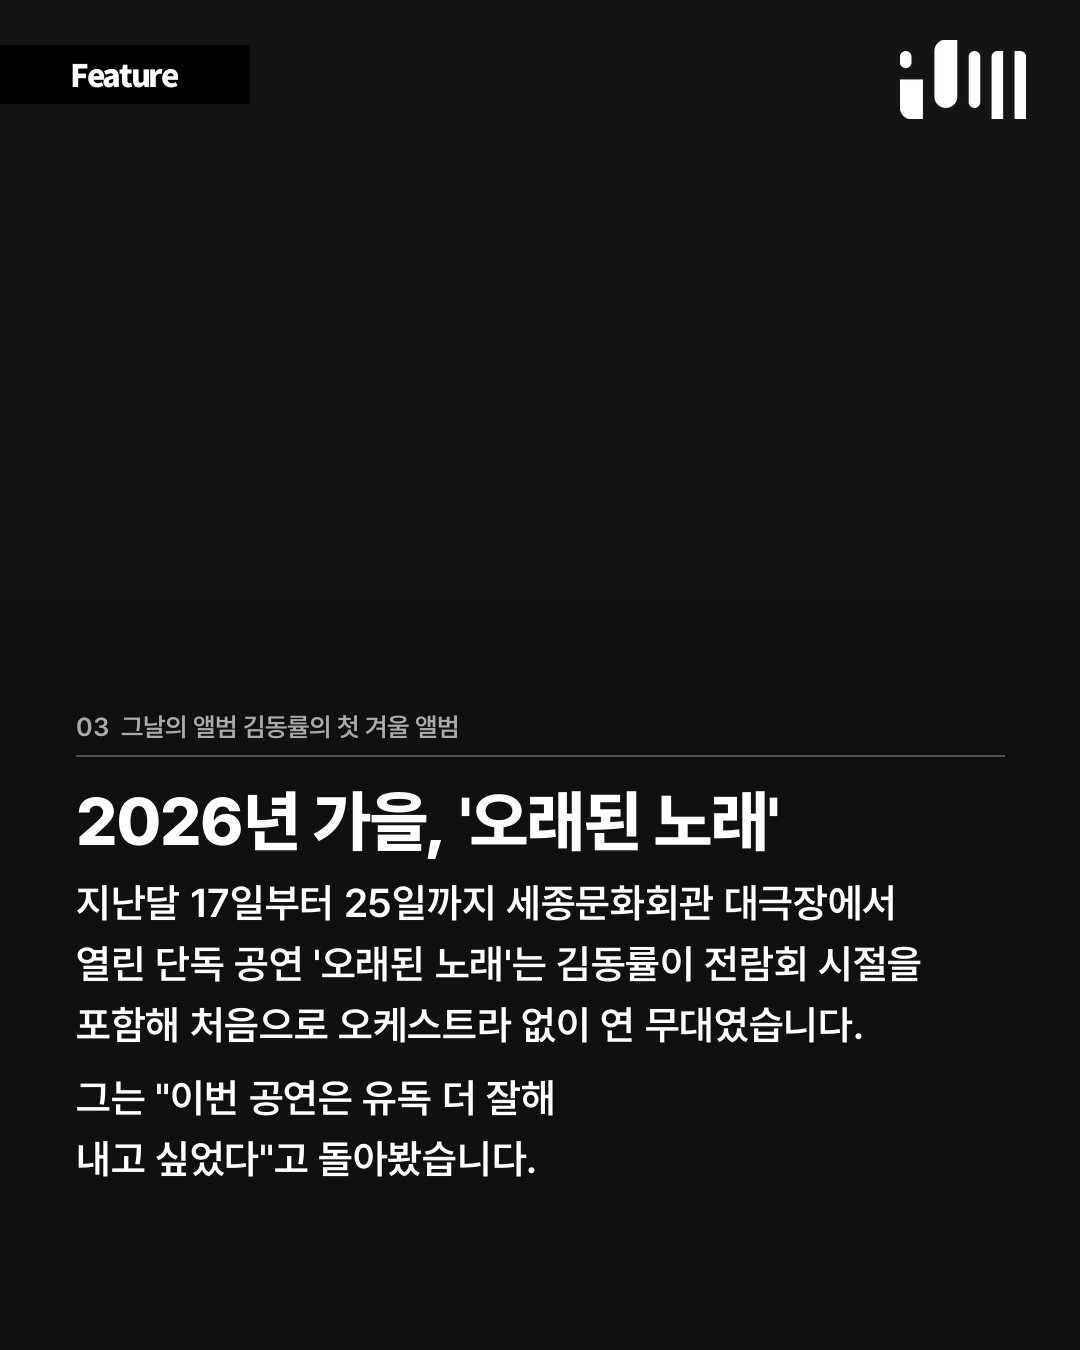 Feature
03 그날의 앨범 김동률의 첫 겨울 앨범
2026년 가을, '오래된 노래'
지난달 17일부터 25일까지 세종문화회관 대극장에서
열린 단독 공연 '오래된 노래'는 김동률이 전람회 시절을
포함해 처음으로 오케스트라 없이 연 무대였습니다.
그는 "이번 공연은 유독 더 잘해
내고 싶었다"고 돌아봤습니다.